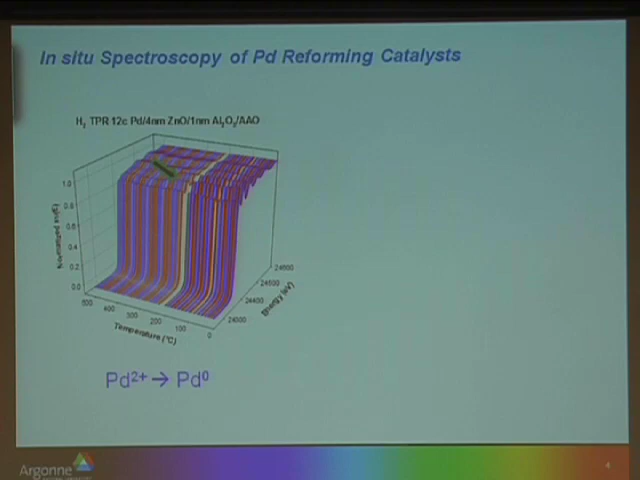 In situ Spectroscopy of Pd Reforming Catalysts
H2 TPR 12c Pd/4nm ZnO/1nm Al2O3/AAO
1.0
0.8
0.6
0.4
0.2
0.0
500
400
300
200
100
0
Temperature (°C)
24600
24500
24400
24300
Energy (eV)
Pd2+ → Pd0
Argonne
4